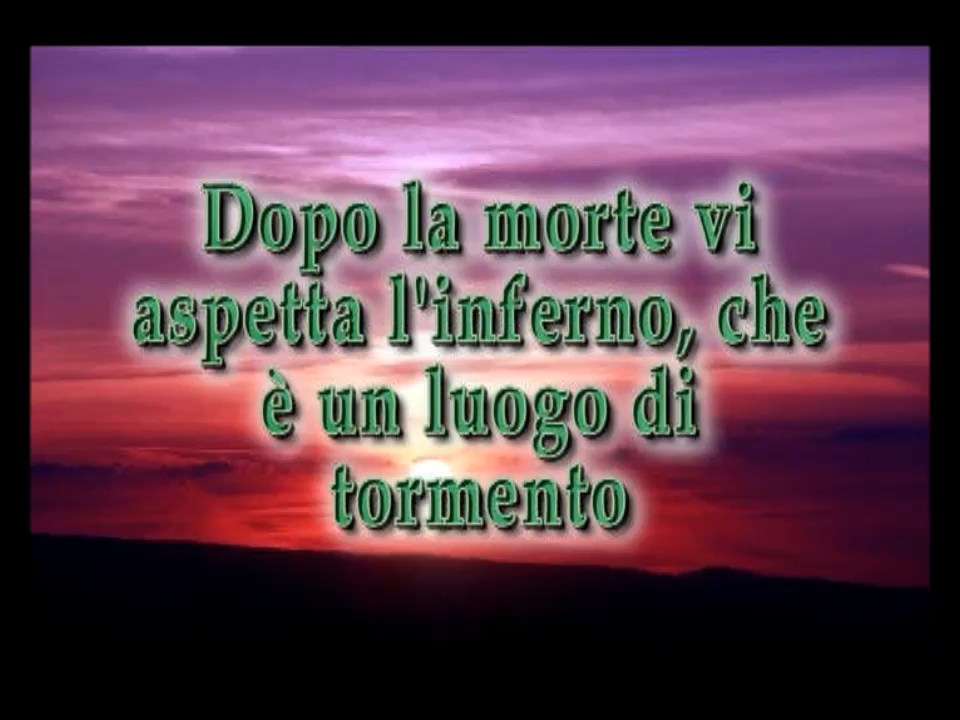 Dopo la morte vi
aspetta l'inferno, che
è un luogo di
tormento